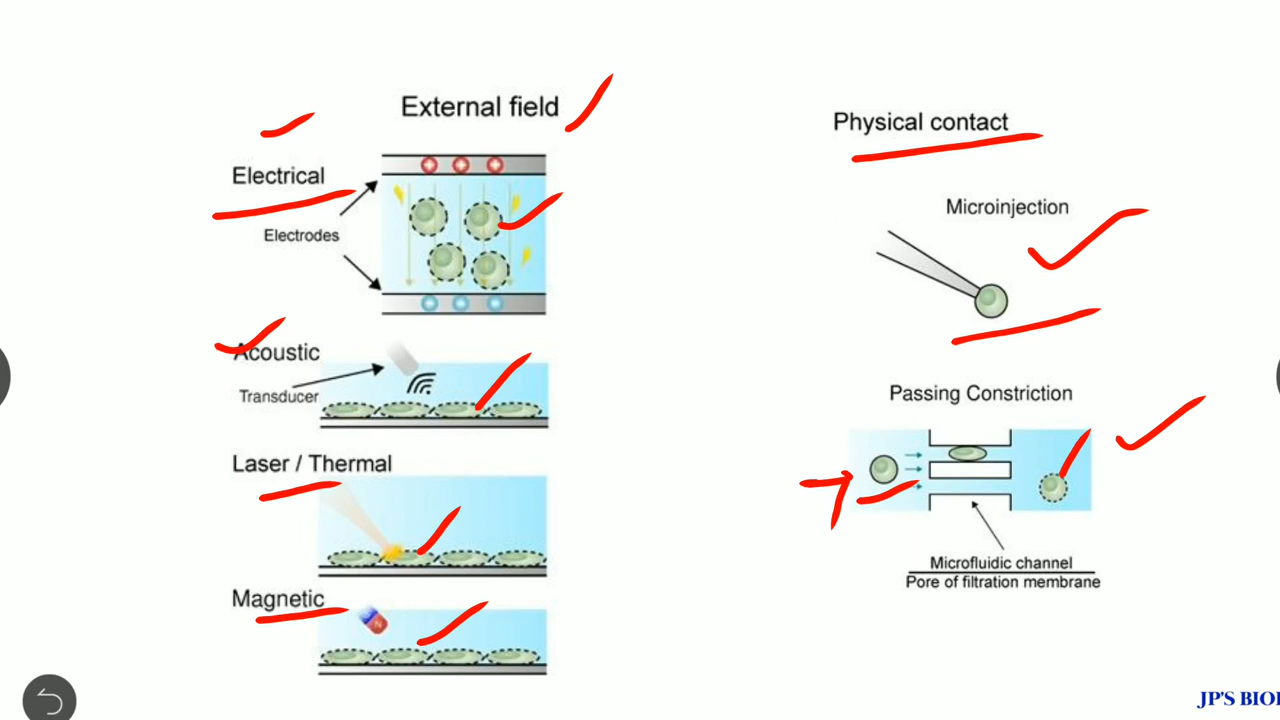 External field
Electrical
Electrodes
Acoustic
Transducer
Laser / Thermal
Magnetic
N
Physical contact
Microinjection
Passing Constriction
Microfluidic channel
Pore of filtration membrane
JP'S BIO